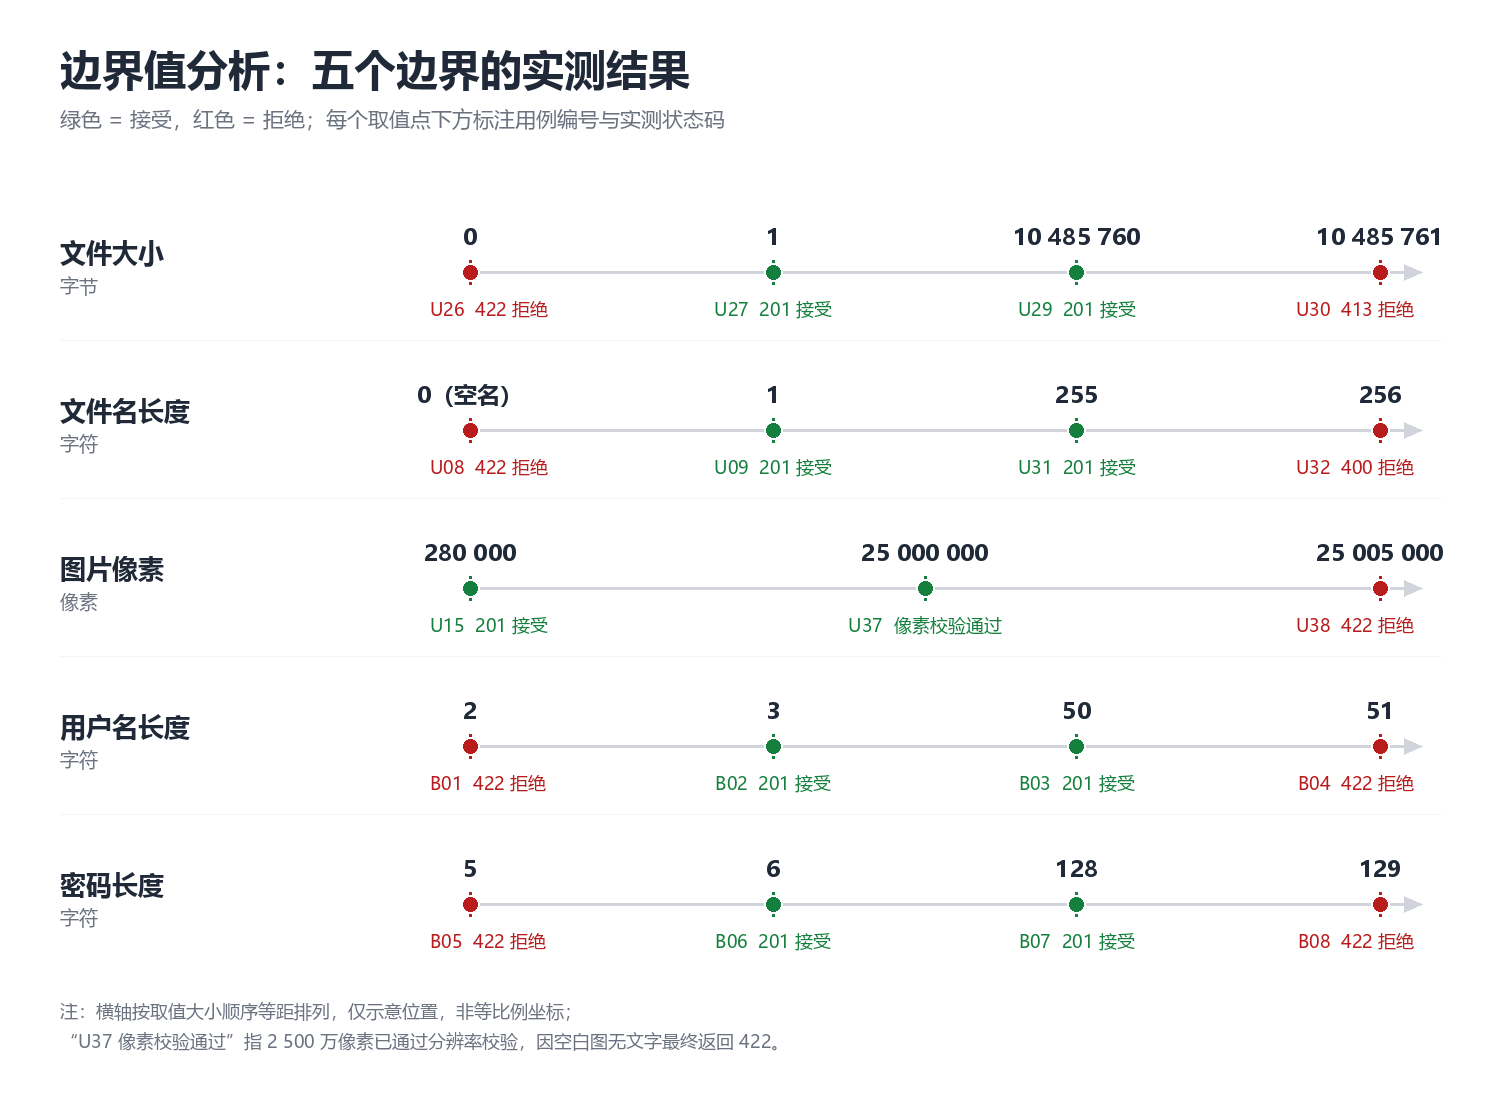 边界值分析：五个边界的实测结果
绿色 = 接受，红色 = 拒绝；每个取值点下方标注用例编号与实测状态码
文件大小
字节
0 1 10 485 760 10 485 761
U26 422 拒绝 U27 201 接受 U29 201 接受 U30 413 拒绝
文件名长度
字符
0（空名） 1 255 256
U08 422 拒绝 U09 201 接受 U31 201 接受 U32 400 拒绝
图片像素
像素
280 000 25 000 000 25 005 000
U15 201 接受 U37 像素校验通过 U38 422 拒绝
用户名长度
字符
2 3 50 51
B01 422 拒绝 B02 201 接受 B03 201 接受 B04 422 拒绝
密码长度
字符
5 6 128 129
B05 422 拒绝 B06 201 接受 B07 201 接受 B08 422 拒绝
注：横轴按取值大小顺序等距排列，仅示意位置，非等比例坐标；
“U37 像素校验通过”指 2 500 万像素已通过分辨率校验，因空白图无文字最终返回 422。